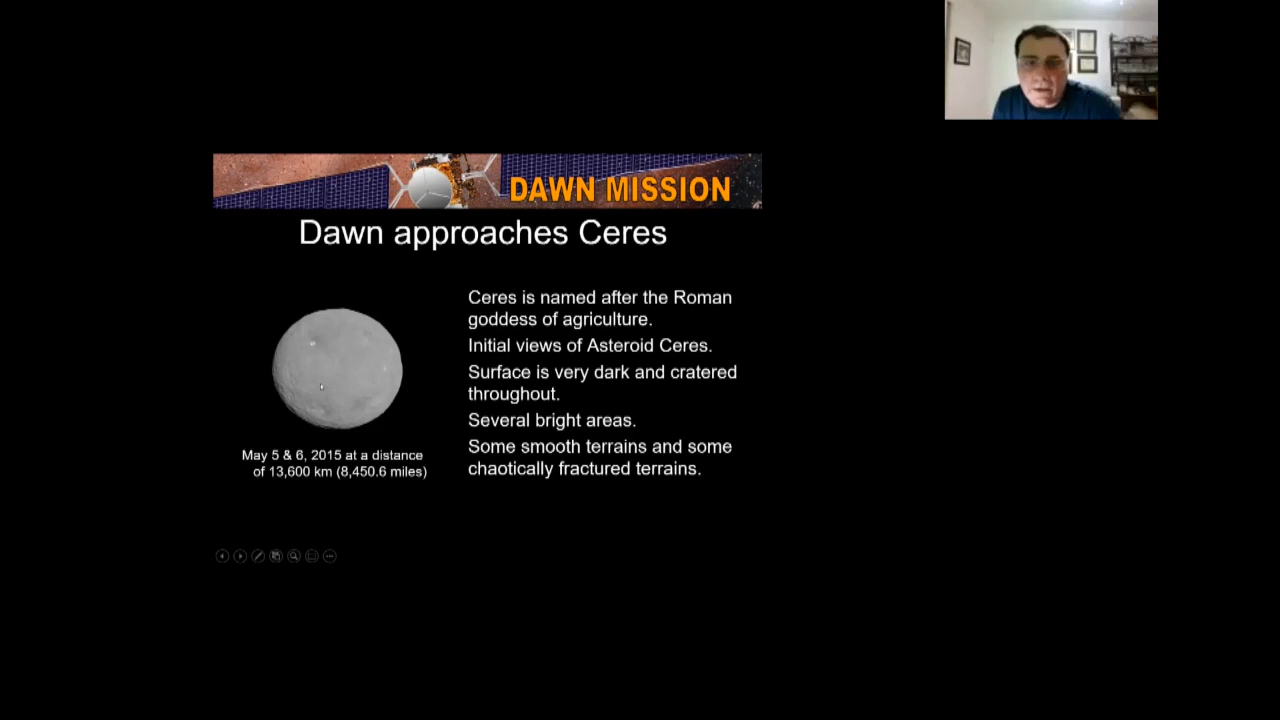 DAWN MISSION
Dawn approaches Ceres
Ceres is named after the Roman
goddess of agriculture.
Initial views of Asteroid Ceres.
Surface is very dark and cratered
throughout.
Several bright areas.
Some smooth terrains and some
chaotically fractured terrains.
May 5 & 6, 2015 at a distance
of 13,600 km (8,450.6 miles)